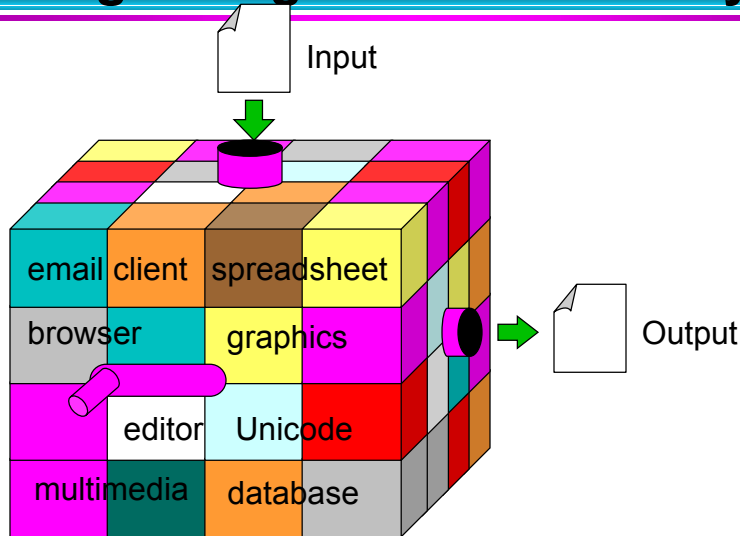 Input
email client spreadsheet
browser graphics
Output
editor Unicode
multimedia database